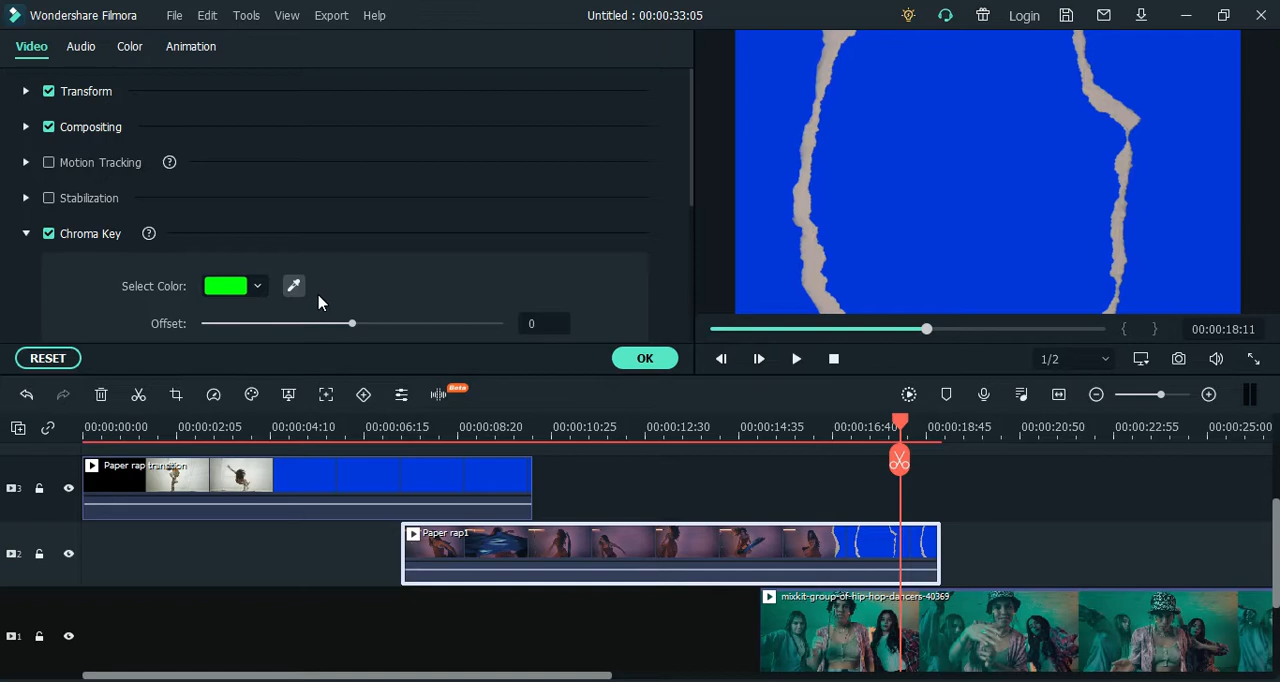 Wondershare Filmora File Edit Tools View Export Help Untitled : 00:00:33:05 Login
Video Audio Color Animation
Transform
Compositing
Motion Tracking ?
Stabilization
Chroma Key ?
Select Color:
Offset: 0
RESET OK
00:00:18:11
1/2
Beta
00:00:00:00 00:00:02:05 00:00:04:10 00:00:06:15 00:00:08:20 00:00:10:25 00:00:12:30 00:00:14:35 00:00:16:40 00:00:18:45 00:00:20:50 00:00:22:55 00:00:25:00
Paper rap transition
3
Paper rap1
2
mixkit-group-of-hip-hop-dancers-40369
1